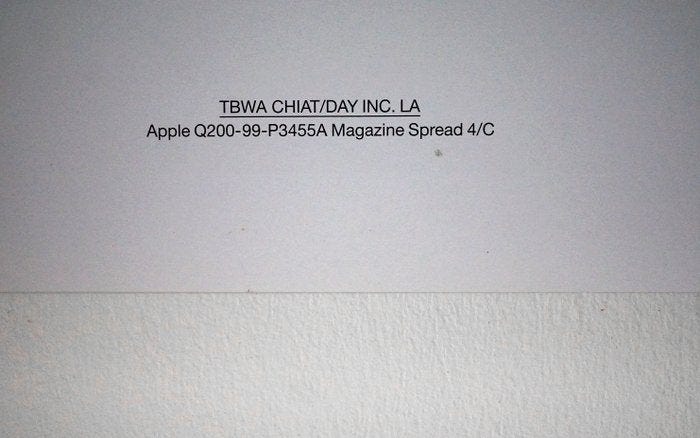 TBWA CHIAT/DAY INC. LA
Apple Q200-99-P3455A Magazine Spread 4/C